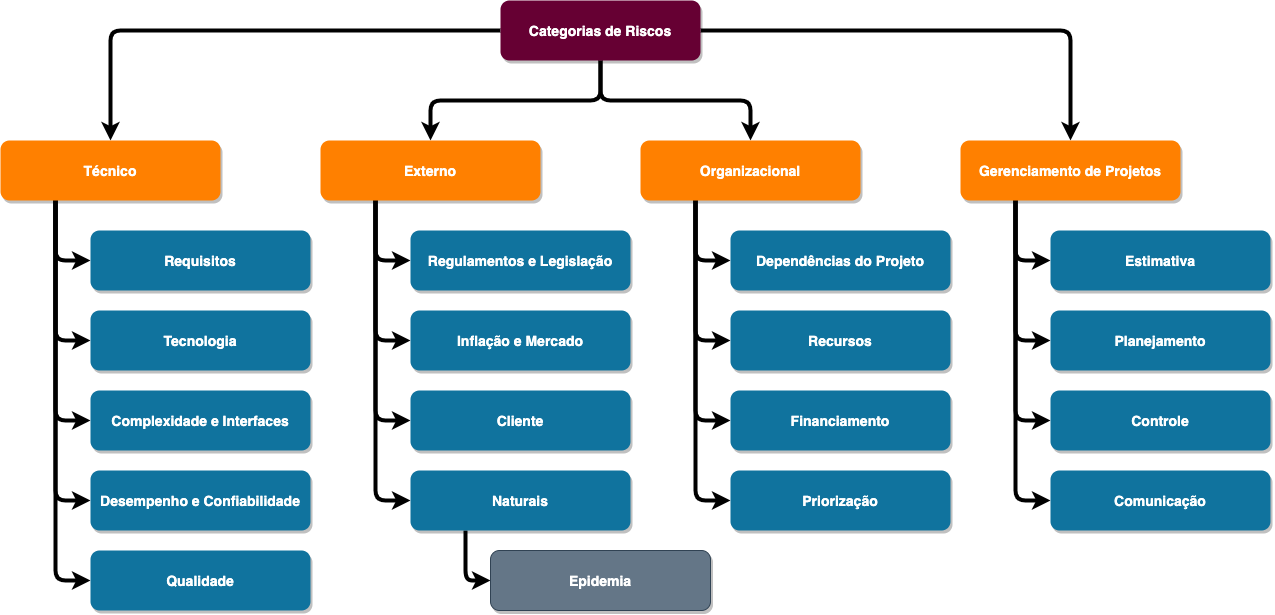 Categorias de Riscos
Técnico
Externo
Organizacional
Gerenciamento de Projetos
Requisitos
Regulamentos e Legislação
Dependências do Projeto
Estimativa
Tecnologia
Inflação e Mercado
Recursos
Planejamento
Complexidade e Interfaces
Cliente
Financiamento
Controle
Desempenho e Confiabilidade
Naturais
Priorização
Comunicação
Qualidade
Epidemia